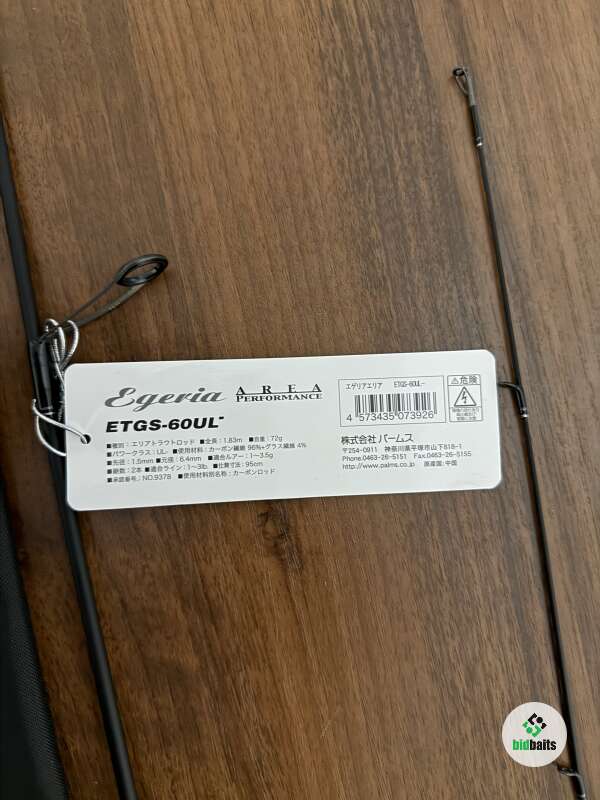 Egeria AREA PERFORMANCE
ETGS-60UL-
■種別：エリアトラウトロッド ■全長：1.83m ■自重：72g
■パワークラス：UL- ■使用材料：カーボン繊維 96%+グラス繊維 4%
■先径：1.5mm ■元径：6.4mm ■適合ルアー：1〜3.5g
■継数：2本 ■適合ライン：1〜3lb. ■仕舞寸法：95cm
■承認番号：NO.9378 ■使用材料別名称：カーボンロッド
エゲリアエリア ETGS-60UL-
4 573435 073926
危険
株式会社 パームス
〒254-0911 神奈川県平塚市山下818-1
Phone.0463-26-5151 Fax.0463-26-5155
http://www.palms.co.jp 原産国：中国
bidbaits